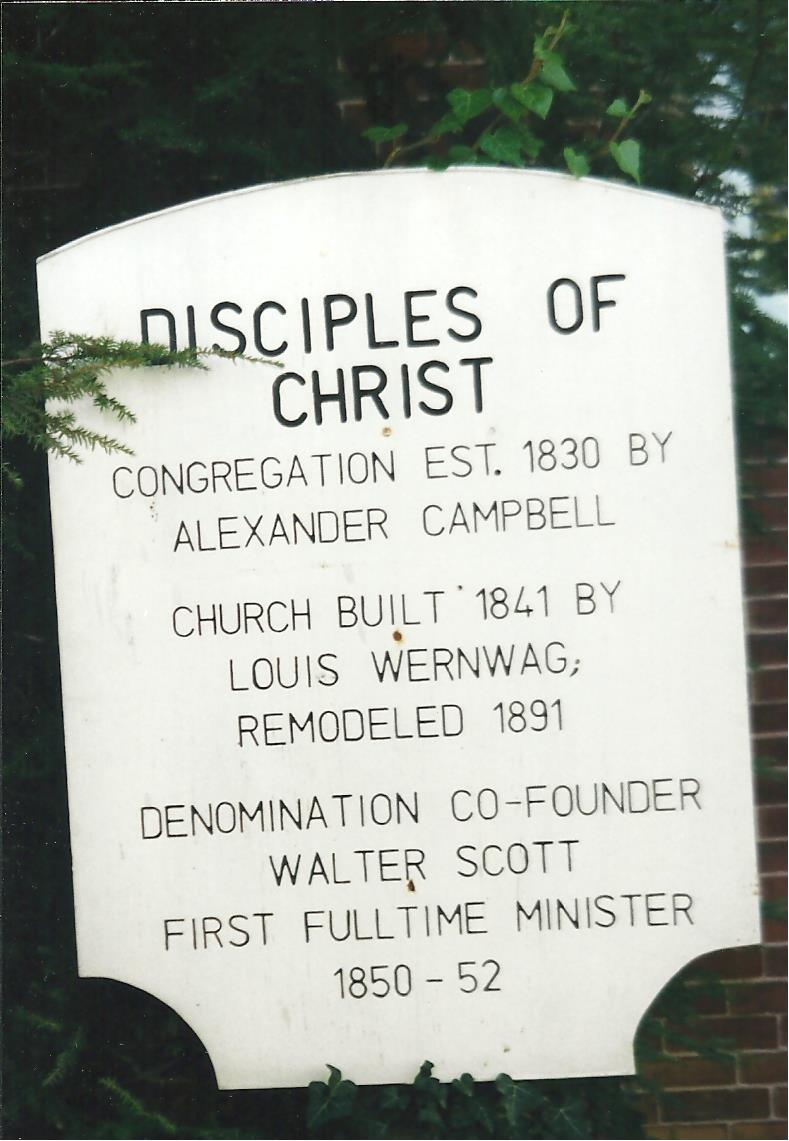 DISCIPLES OF
CHRIST
CONGREGATION EST. 1830 BY
ALEXANDER CAMPBELL
CHURCH BUILT 1841 BY
LOUIS WERNWAG;
REMODELED 1891
DENOMINATION CO-FOUNDER
WALTER SCOTT
FIRST FULLTIME MINISTER
1850 - 52